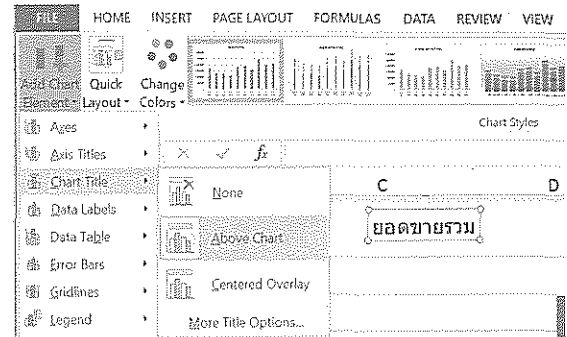 FILE HOME INSERT PAGE LAYOUT FORMULAS DATA REVIEW VIEW
Add Chart Element Quick Layout Change Colors
Chart Styles
Axes
Axis Titles fx
Chart Title None C D
Data Labels
Data Table Above Chart ยอดขายรวม
Error Bars
Gridlines Centered Overlay
Legend More Title Options...